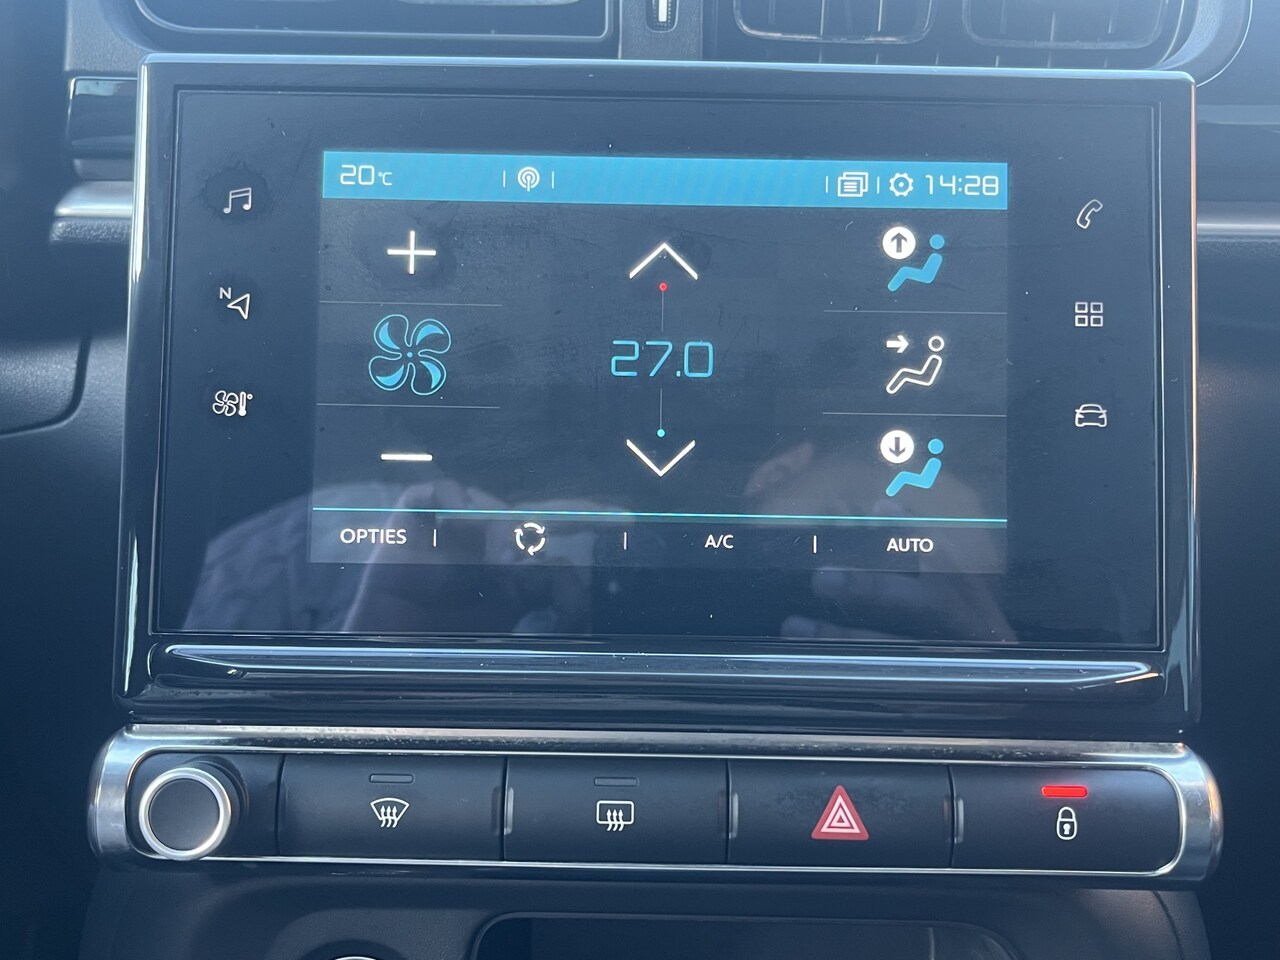 20°C
14:28
N
27.0
OPTIES
A/C
AUTO